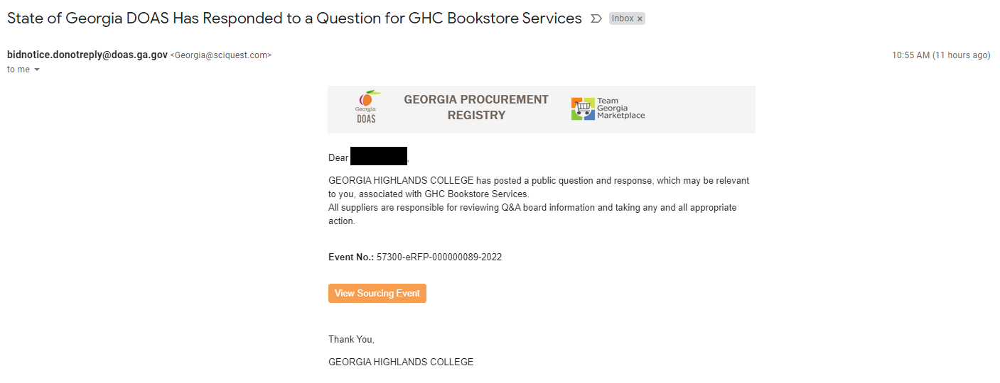 State of Georgia DOAS Has Responded to a Question for GHC Bookstore Services Inbox x
bidnotice.donotreply@doas.ga.gov <Georgia@sciquest.com> 10:55 AM (11 hours ago)
to me
Georgia
DOAS
GEORGIA PROCUREMENT
REGISTRY
Team
Georgia
Marketplace
Dear ,
GEORGIA HIGHLANDS COLLEGE has posted a public question and response, which may be relevant
to you, associated with GHC Bookstore Services.
All suppliers are responsible for reviewing Q&A board information and taking any and all appropriate
action.
Event No.: 57300-eRFP-000000089-2022
View Sourcing Event
Thank You,
GEORGIA HIGHLANDS COLLEGE